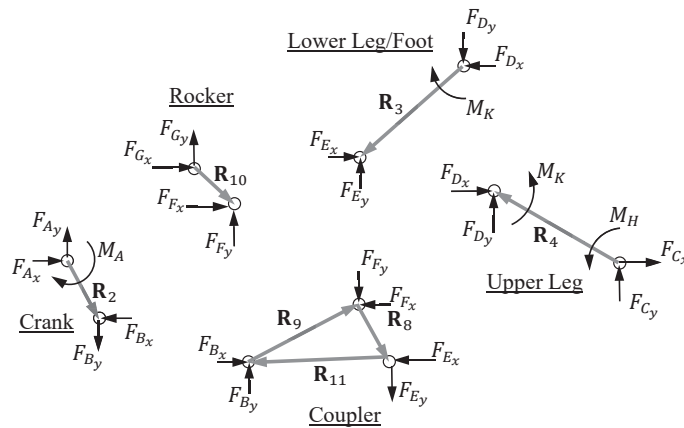 Lower Leg/Foot
F_{D_y}
F_{D_x}
R_3
M_K
F_{E_x}
F_{E_y}
Rocker
F_{G_y}
F_{G_x}
R_{10}
F_{F_x}
F_{F_y}
F_{D_x}
M_K
F_{D_y}
R_4
M_H
F_{C_x}
F_{C_y}
Upper Leg
F_{A_y}
M_A
F_{A_x}
R_2
F_{B_x}
F_{B_y}
Crank
F_{F_y}
F_{F_x}
R_9
R_8
F_{B_x}
F_{E_x}
R_{11}
F_{B_y}
F_{E_y}
Coupler